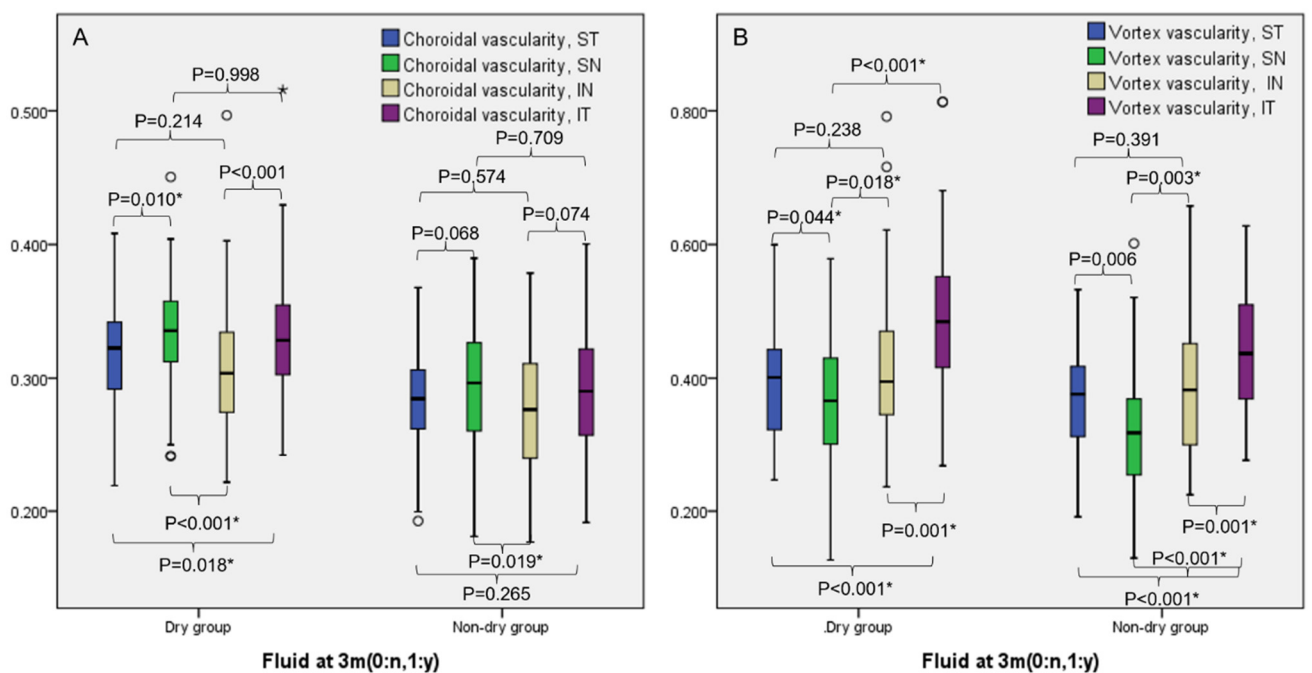 A
Choroidal vascularity, ST
Choroidal vascularity, SN
Choroidal vascularity, IN
Choroidal vascularity, IT
P=0.998
0.500
P=0.214
P=0.709
P<0.001
P=0.574
P=0.010*
P=0.074
P=0.068
0.400
0.300
0.200
P<0.001*
P=0.018*
P=0.019*
P=0.265
Dry group
Non-dry group
Fluid at 3m(0:n,1:y)
B
Vortex vascularity, ST
Vortex vascularity, SN
Vortex vascularity, IN
Vortex vascularity, IT
P<0.001*
0.800
P=0.238
P=0.391
P=0.018*
P=0.003*
P=0.044*
0.600
P=0.006
0.400
0.200
P=0.001*
P=0.001*
P<0.001*
P<0.001*
P<0.001*
.Dry group
Non-dry group
Fluid at 3m(0:n,1:y)